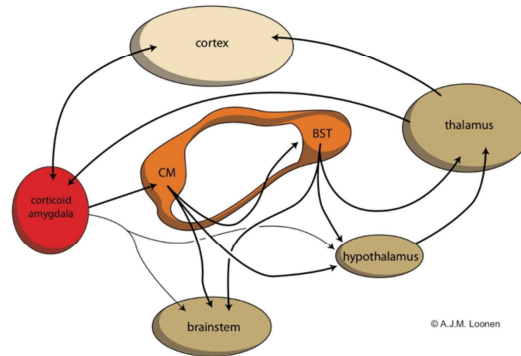 cortex
BST
thalamus
CM
corticoid
amygdala
hypothalamus
brainstem
© A.J.M. Loonen